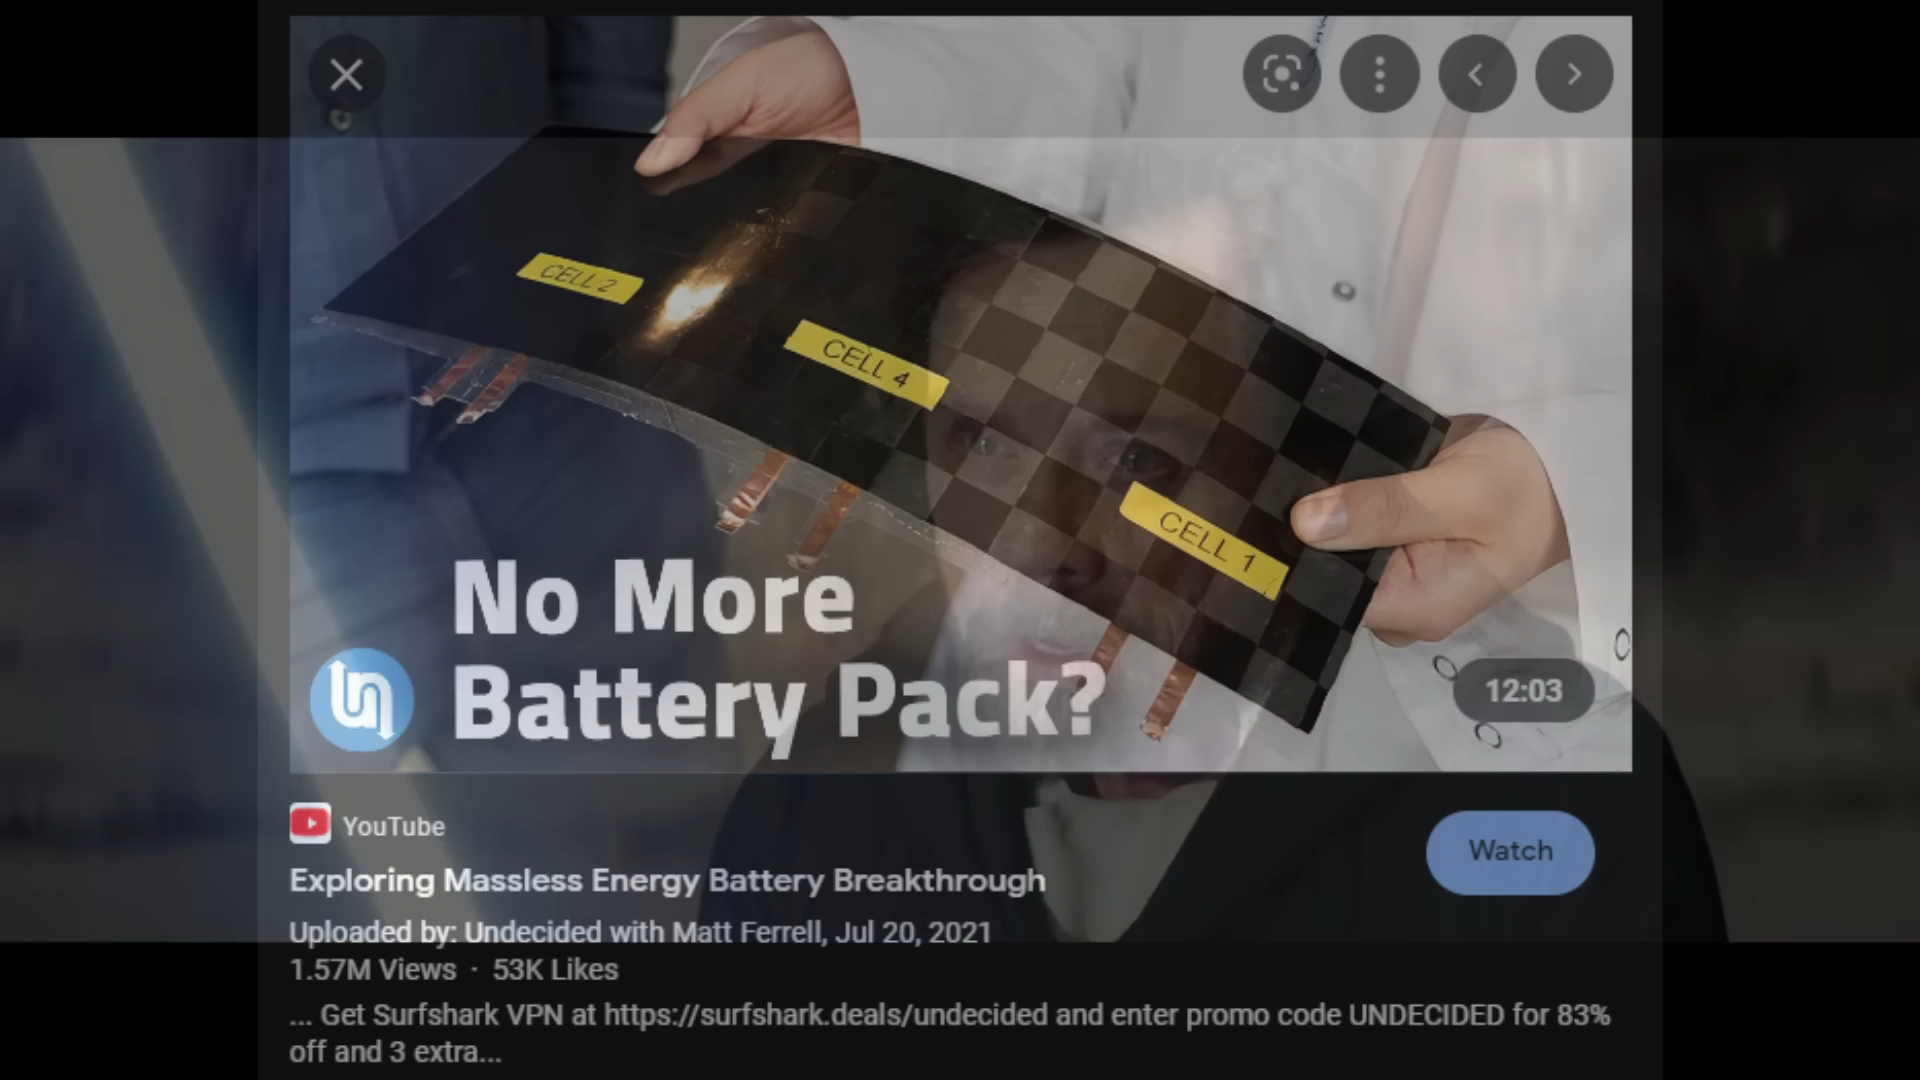 CELL 2
CELL 4
CELL 1
No More
Battery Pack?
12:03
YouTube
Watch
Exploring Massless Energy Battery Breakthrough
Uploaded by: Undecided with Matt Ferrell, Jul 20, 2021
1.57M Views · 53K Likes
... Get Surfshark VPN at https://surfshark.deals/undecided and enter promo code UNDECIDED for 83%
off and 3 extra...